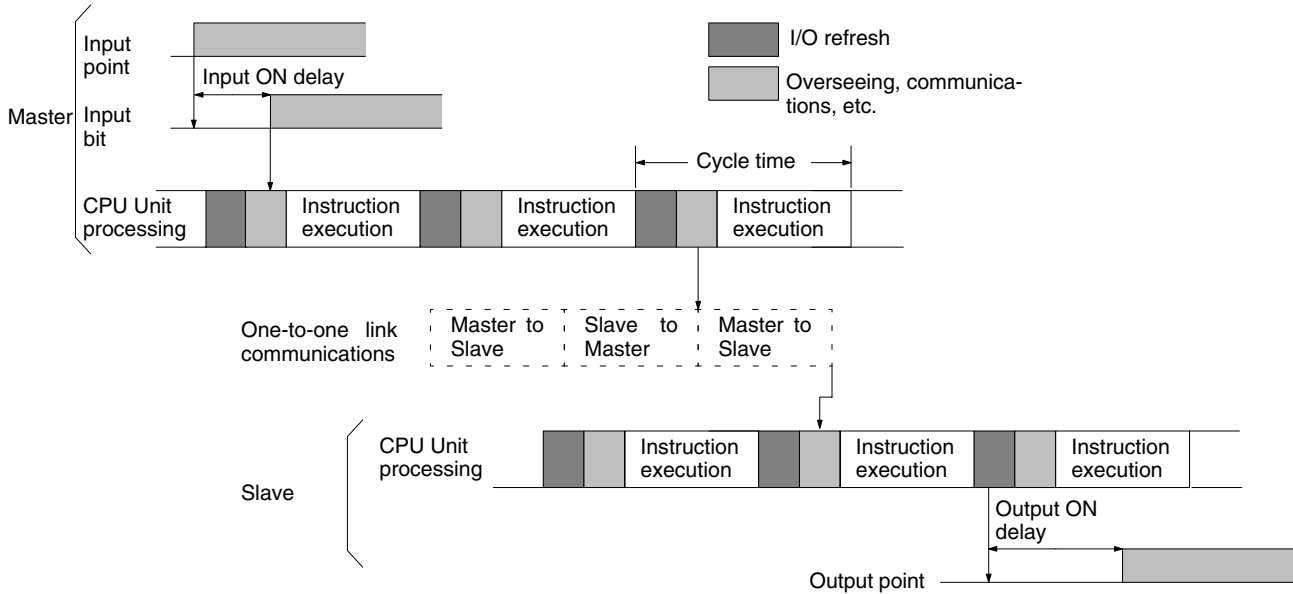 Input
point
I/O refresh
Input ON delay
Overseeing, communica-
tions, etc.
Master
Input
bit
Cycle time
CPU Unit
processing
Instruction
execution
Instruction
execution
Instruction
execution
One-to-one link
communications
Master to
Slave
Slave to
Master
Master to
Slave
CPU Unit
processing
Instruction
execution
Instruction
execution
Instruction
execution
Slave
Output ON
delay
Output point